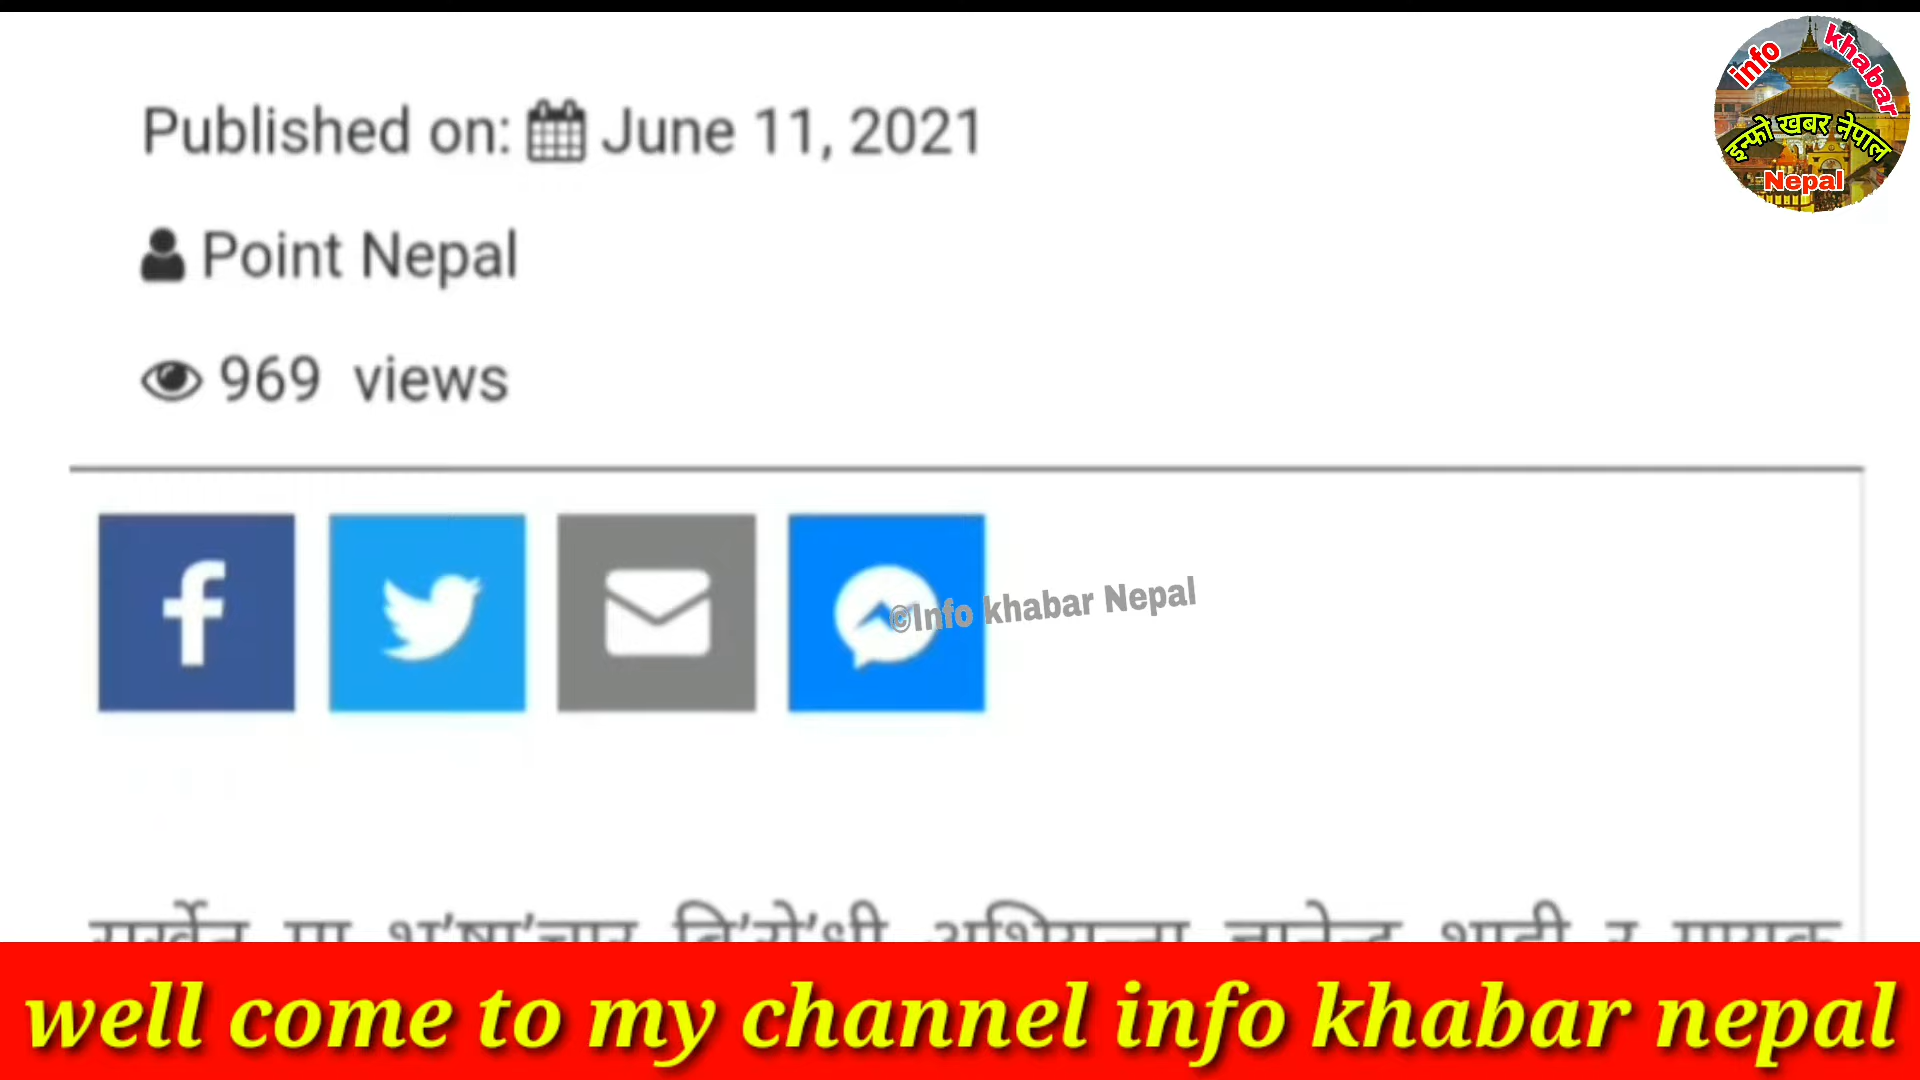 Published on: June 11, 2021
Point Nepal
969 views
info khabar
इन्फो खबर नेपाल
Nepal
©Info khabar Nepal
well come to my channel info khabar nepal